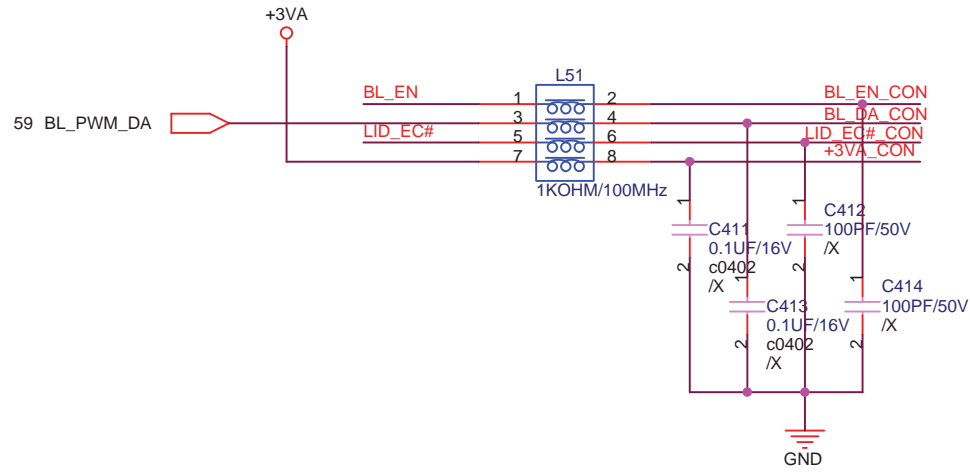 +3VA
L51
BL_EN
1
2
BL_EN_CON
59 BL_PWM_DA
3
4
BL_DA_CON
LID_EC#
5
6
LID_EC#_CON
7
8
+3VA_CON
1KOHM/100MHz
1
C411
0.1UF/16V
c0402
/X
2
1
C412
100PF/50V
/X
2
1
C413
0.1UF/16V
c0402
/X
2
1
C414
100PF/50V
/X
2
GND